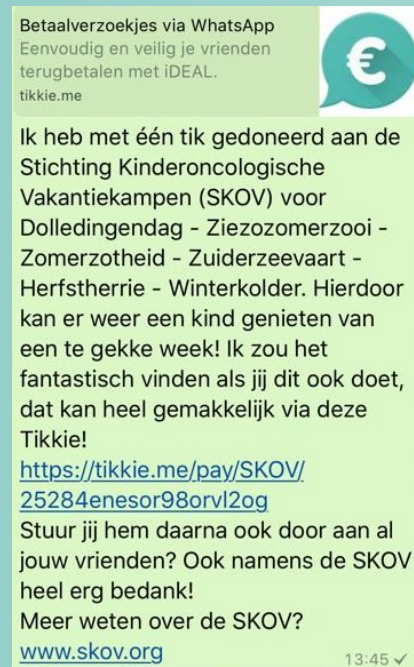 Betaalverzoekjes via WhatsApp
Eenvoudig en veilig je vrienden
terugbetalen met iDEAL.
tikkie.me
€
Ik heb met één tik gedoneerd aan de
Stichting Kinderoncologische
Vakantiekampen (SKOV) voor
Dolledingendag - Ziezozomerzooi -
Zomerzotheid - Zuiderzeevaart -
Herfstherrie - Winterkolder. Hierdoor
kan er weer een kind genieten van
een te gekke week! Ik zou het
fantastisch vinden als jij dit ook doet,
dat kan heel gemakkelijk via deze
Tikkie!
https://tikkie.me/pay/SKOV/
25284enesor98orvl2og
Stuur jij hem daarna ook door aan al
jouw vrienden? Ook namens de SKOV
heel erg bedank!
Meer weten over de SKOV?
www.skov.org
13:45